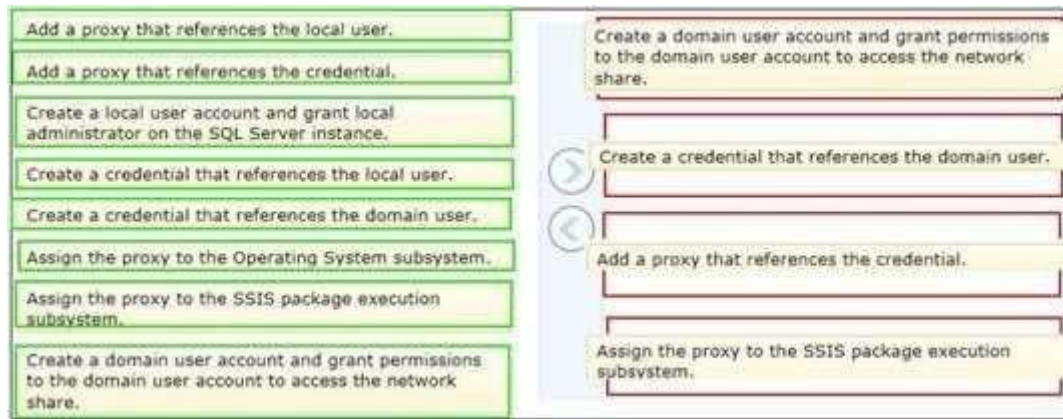 Add a proxy that references the local user.
Add a proxy that references the credential.
Create a local user account and grant local
administrator on the SQL Server instance.
Create a credential that references the local user.
Create a credential that references the domain user.
Assign the proxy to the Operating System subsystem.
Assign the proxy to the SSIS package execution
subsystem.
Create a domain user account and grant permissions
to the domain user account to access the network
share.
Create a domain user account and grant permissions
to the domain user account to access the network
share.
Create a credential that references the domain user.
Add a proxy that references the credential.
Assign the proxy to the SSIS package execution
subsystem.